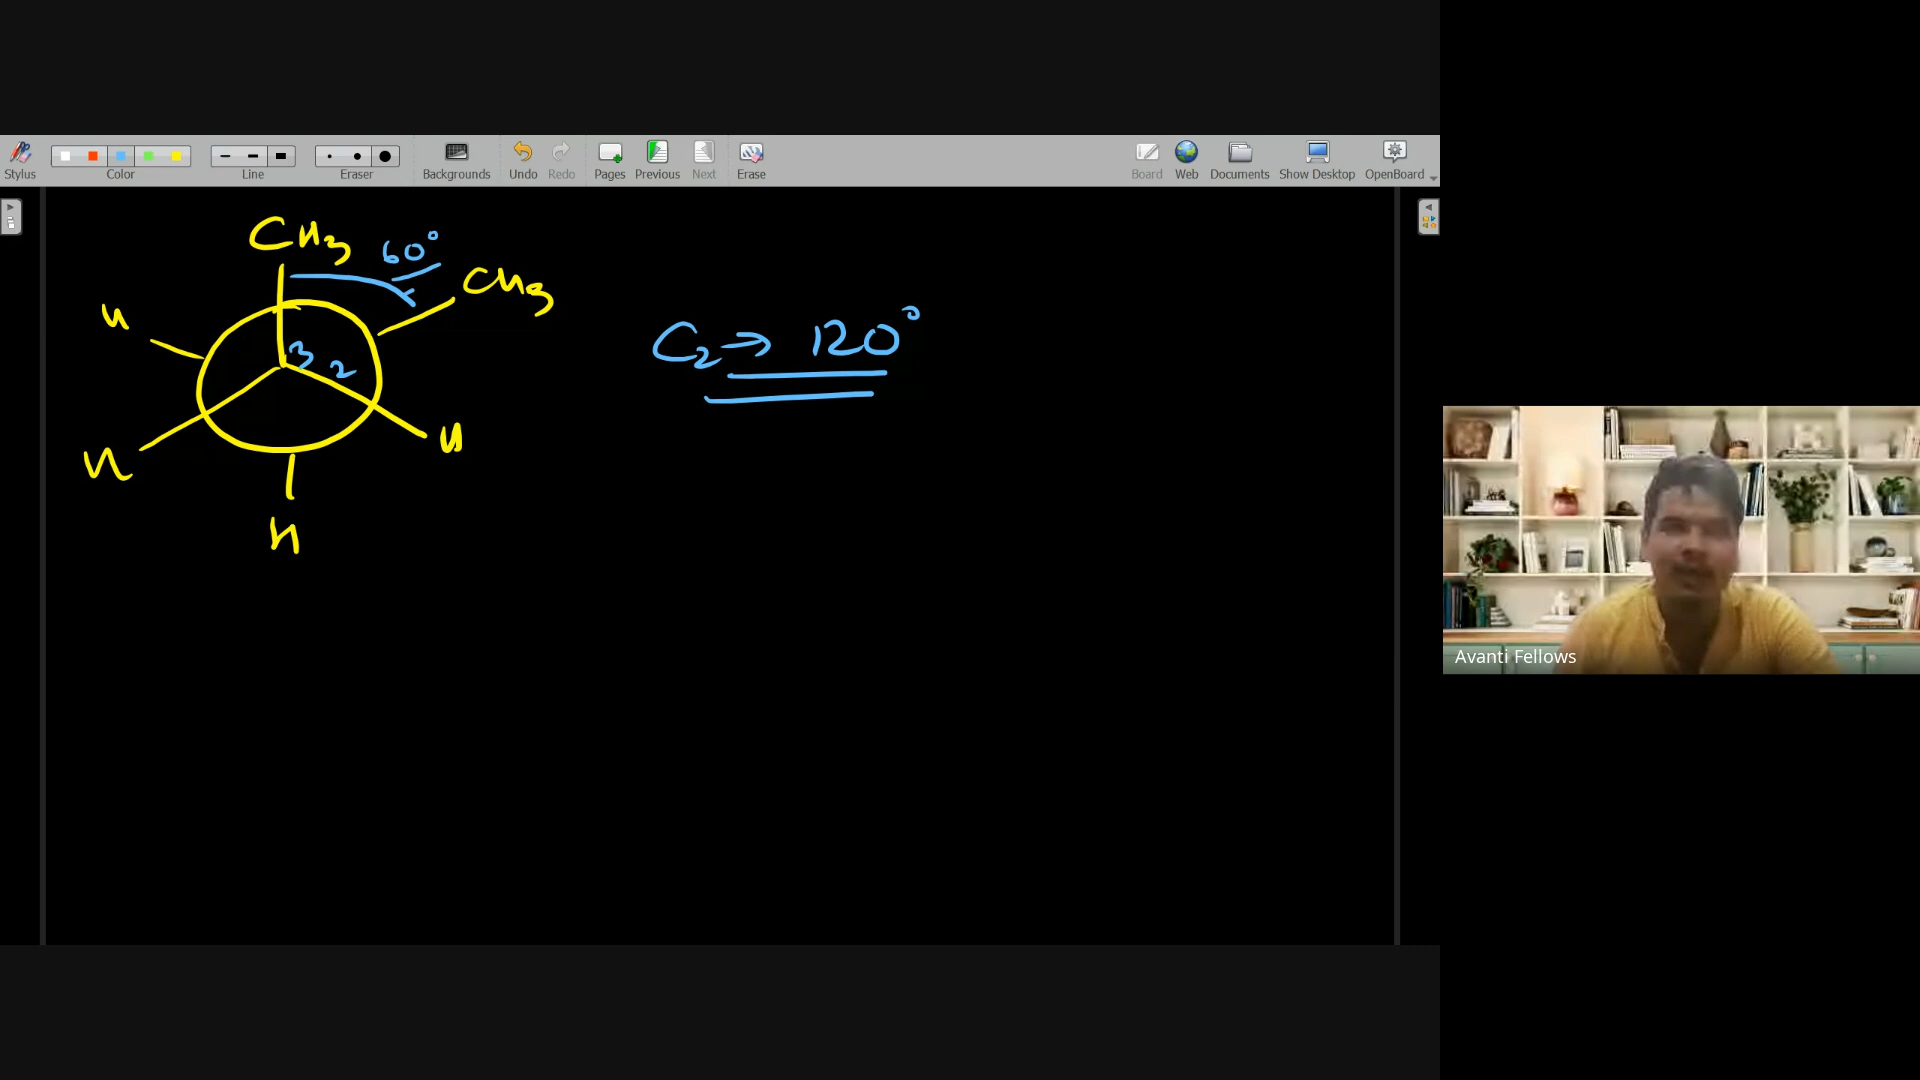 Stylus Color Line Eraser Backgrounds Undo Redo Pages Previous Next Erase Board Web Documents Show Desktop OpenBoard
CH3 60°
CH3
H
C2 → 120°
3 2
H
H
H
Avanti Fellows